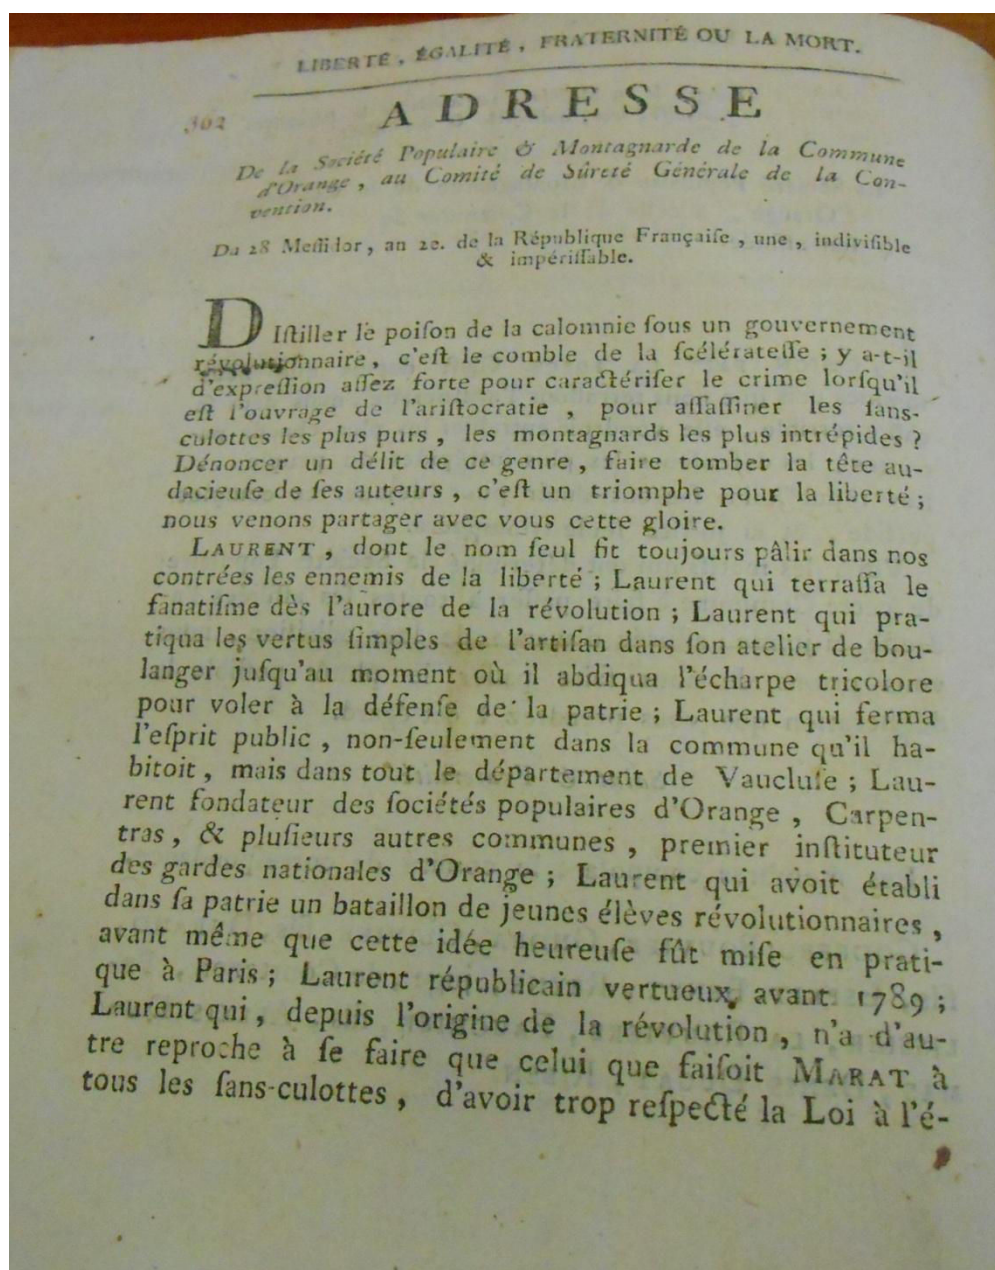 LIBERTÉ, ÉGALITÉ, FRATERNITÉ OU LA MORT.
302
ADRESSE
De la Société Populaire & Montagnarde de la Commune
d'Orange, au Comité de Sûreté Générale de la Con-
vention.
Du 28 Meſſidor, an 2e. de la République Françaiſe, une, indiviſible
& impériſſable.
DIſtiller le poiſon de la calomnie ſous un gouvernement
révolutionnaire, c'eſt le comble de la ſcélérateſſe; y a-t-il
d'expreſſion aſſez forte pour caractériſer le crime lorſqu'il
eſt l'ouvrage de l'ariſtocratie, pour aſſaſſiner les ſans-
culottes les plus purs, les montagnards les plus intrépides?
Dénoncer un délit de ce genre, faire tomber la tête au-
dacieuſe de ſes auteurs, c'eſt un triomphe pour la liberté;
nous venons partager avec vous cette gloire.
LAURENT, dont le nom ſeul fit toujours pâlir dans nos
contrées les ennemis de la liberté; Laurent qui terraſſa le
fanatiſme dès l'aurore de la révolution; Laurent qui pra-
tiqua les vertus ſimples de l'artiſan dans ſon atelier de bou-
langer juſqu'au moment où il abdiqua l'écharpe tricolore
pour voler à la défenſe de la patrie; Laurent qui ferma
l'eſprit public, non-ſeulement dans la commune qu'il ha-
bitoit, mais dans tout le département de Vaucluſe; Lau-
rent fondateur des ſociétés populaires d'Orange, Carpen-
tras, & pluſieurs autres communes, premier inſtituteur
des gardes nationales d'Orange; Laurent qui avoit établi
dans ſa patrie un bataillon de jeunes élèves révolutionnaires,
avant même que cette idée heureuſe fût miſe en prati-
que à Paris; Laurent républicain vertueux, avant 1789;
Laurent qui, depuis l'origine de la révolution, n'a d'au-
tre reproche à ſe faire que celui que faiſoit MARAT à
tous les ſans-culottes, d'avoir trop reſpecté la Loi à l'é-